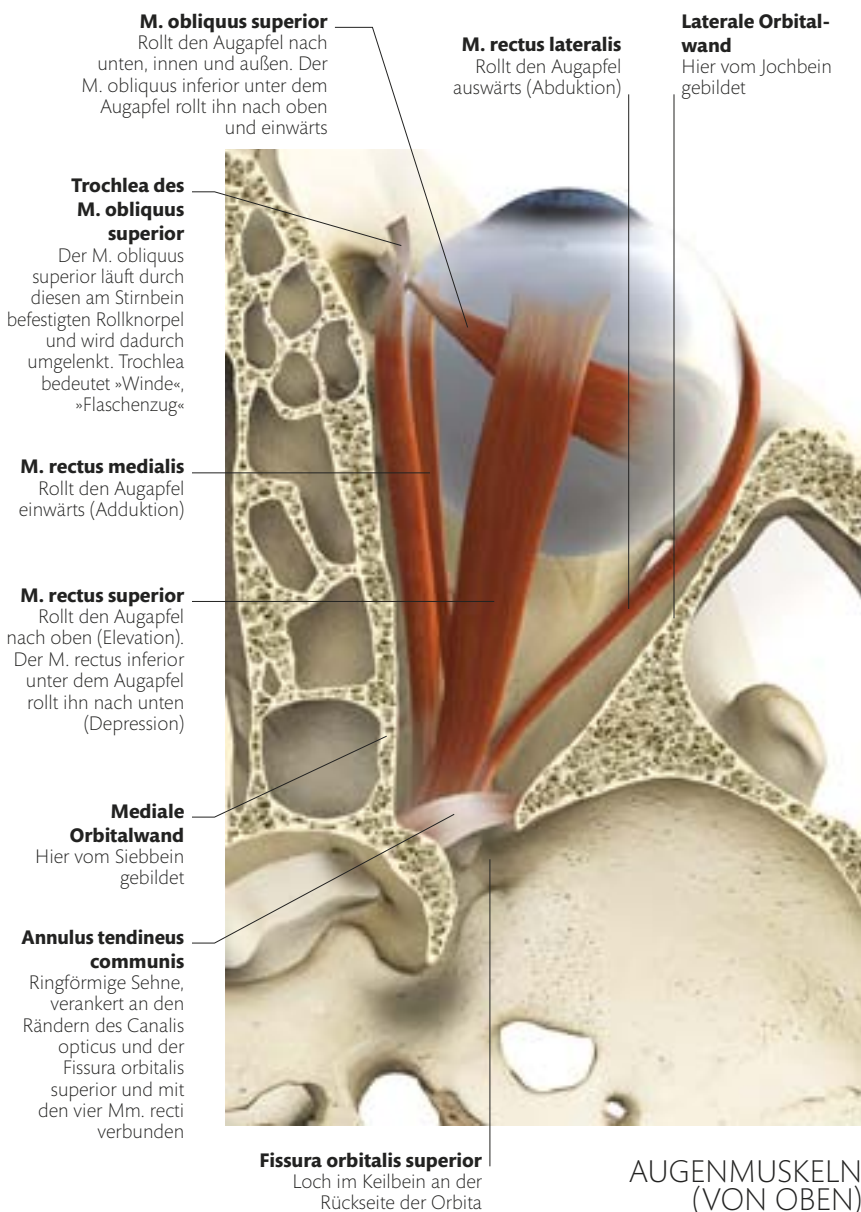 M. obliquus superior
Rollt den Augapfel nach
unten, innen und außen. Der
M. obliquus inferior unter dem
Augapfel rollt ihn nach oben
und einwärts
M. rectus lateralis
Rollt den Augapfel
auswärts (Abduktion)
Laterale Orbital-
wand
Hier vom Jochbein
gebildet
Trochlea des
M. obliquus
superior
Der M. obliquus
superior läuft durch
diesen am Stirnbein
befestigten Rollknorpel
und wird dadurch
umgelenkt. Trochlea
bedeutet »Winde«,
»Flaschenzug«
M. rectus medialis
Rollt den Augapfel
einwärts (Adduktion)
M. rectus superior
Rollt den Augapfel
nach oben (Elevation).
Der M. rectus inferior
unter dem Augapfel
rollt ihn nach unten
(Depression)
Mediale
Orbitalwand
Hier vom Siebbein
gebildet
Annulus tendineus
communis
Ringförmige Sehne,
verankert an den
Rändern des Canalis
opticus und der
Fissura orbitalis
superior und mit
den vier Mm. recti
verbunden
Fissura orbitalis superior
Loch im Keilbein an der
Rückseite der Orbita
AUGENMUSKELN
(VON OBEN)